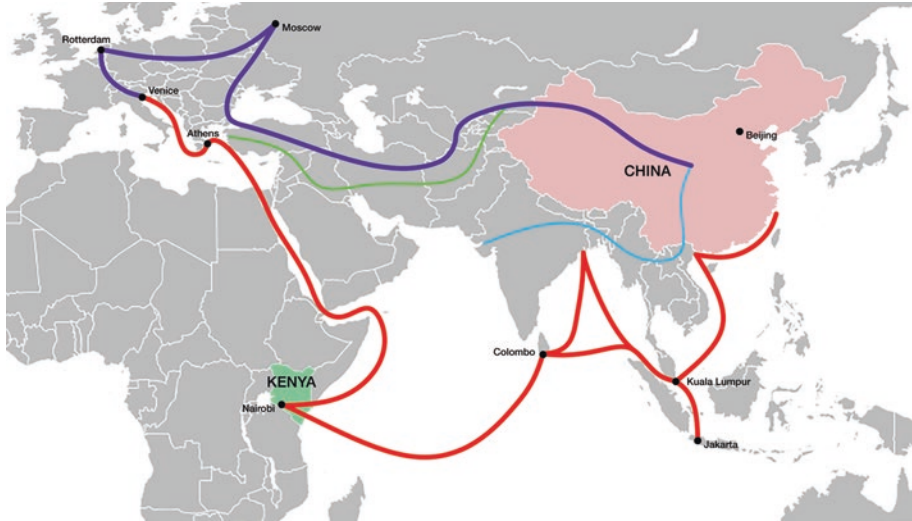 Moscow
Rotterdam
Venice
Athens
Beijing
CHINA
Colombo
KENYA
Kuala Lumpur
Nairobi
Jakarta